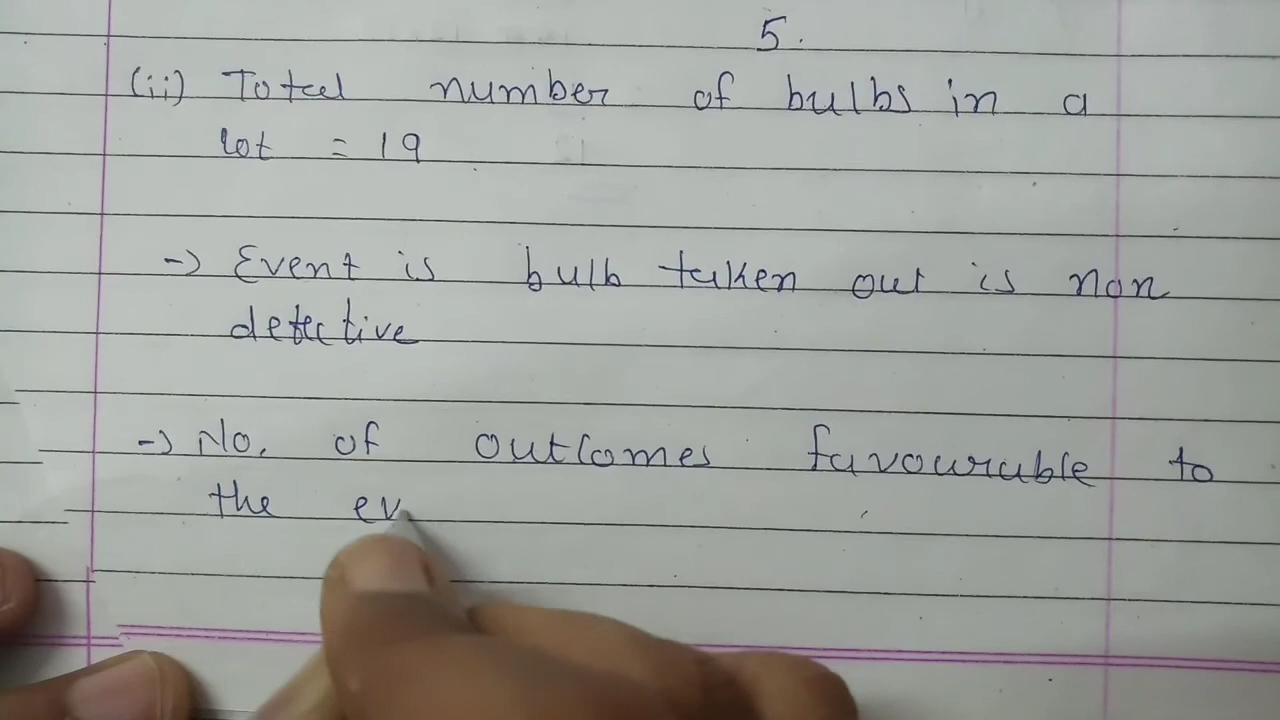 5.
(ii) Total number of bulbs in a
lot = 19
-> Event is bulb taken out is non
defective
-> No. of outcomes favourable to
the ev